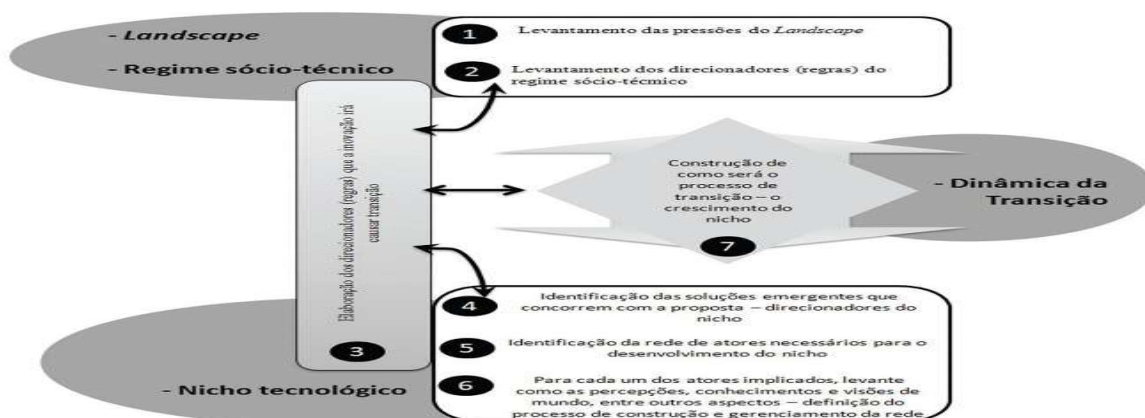 - Landscape
- Regime sócio-técnico
1 Levantamento das pressões do Landscape
2 Levantamento dos direcionadores (regras) do
regime sócio-técmico
Elaboração dos direcionadores (regras) que a inovação irá
causar transição
3
Construção de
como será o
processo de
transição – o
crescimento do
nicho
7
- Dinâmica da
Transição
4 Identificação das soluções emergentes que
concorrem com a proposta – direcionadores do
nicho
5 Identificação da rede de atores necessários para o
desenvolvimento do nicho
6 Para cada um dos atores implicados, levante
como as percepções, conhecimentos e visões de
mundo, entre outros aspectos – definição do
processo de construção e gerenciamento da rede
- Nicho tecnológico